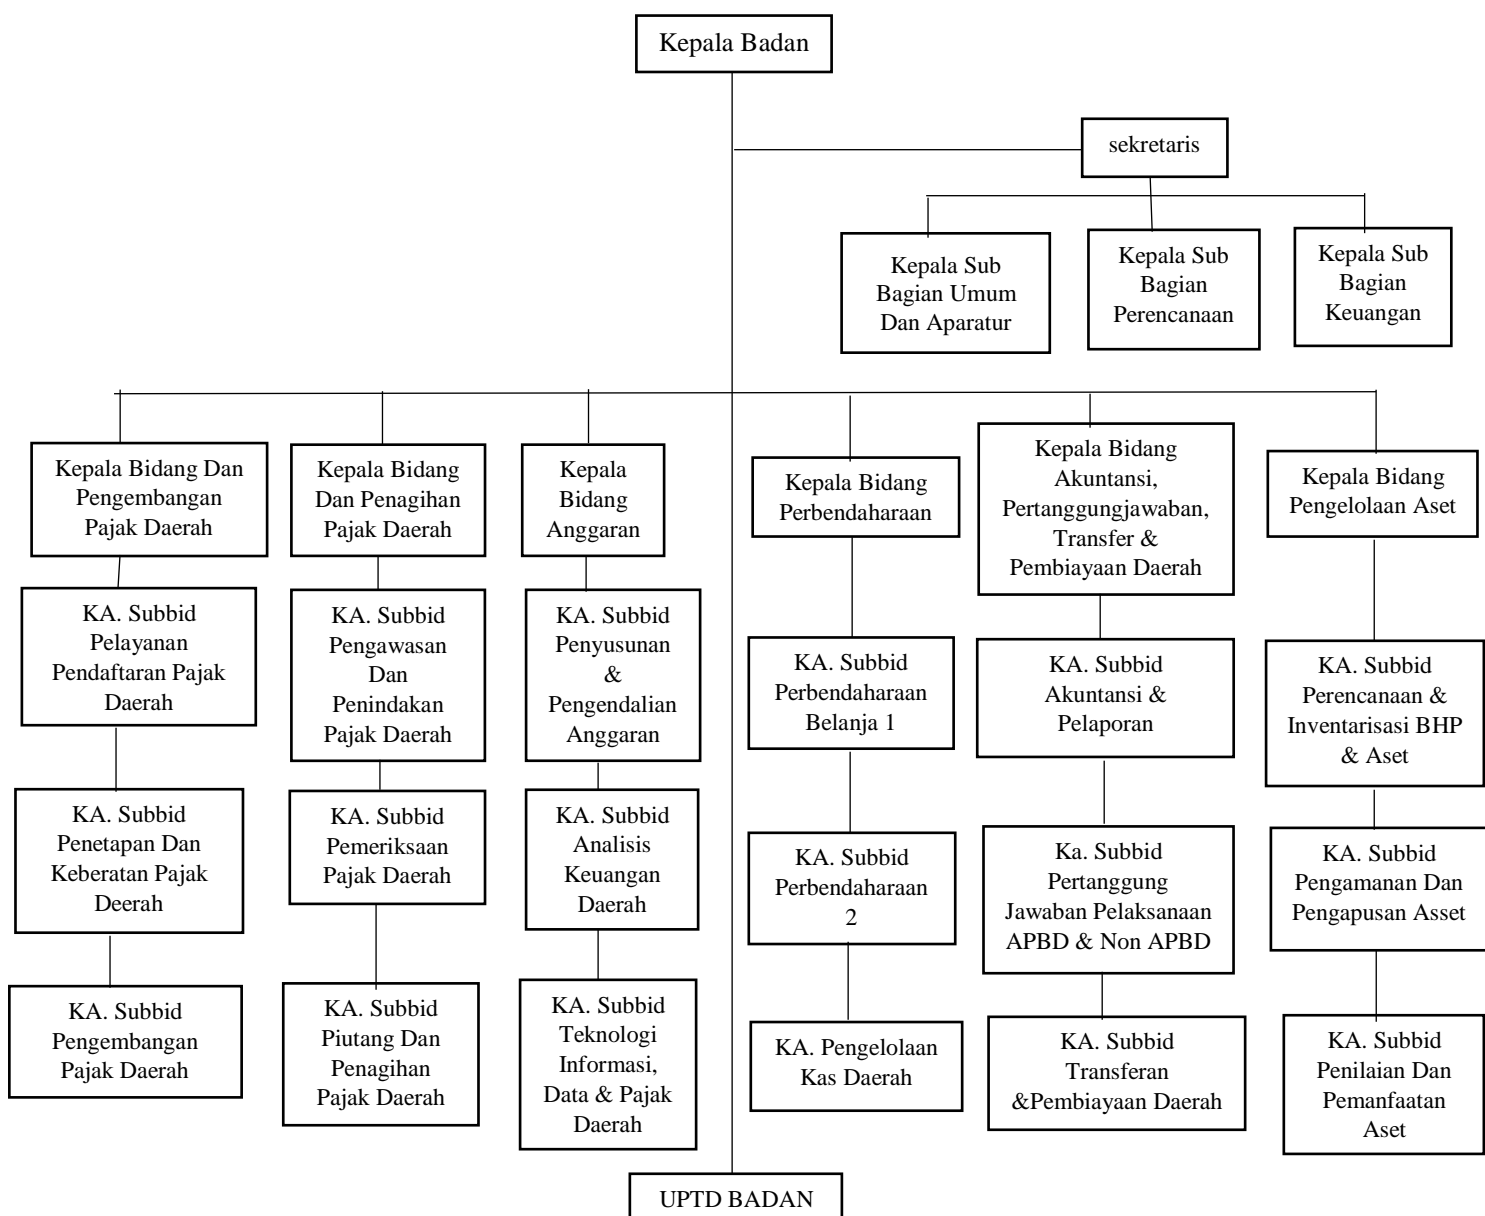 Kepala Badan
sekretaris
Kepala Sub
Bagian Umum
Dan Aparatur
Kepala Sub
Bagian
Perencanaan
Kepala Sub
Bagian
Keuangan
Kepala Bidang Dan
Pengembangan
Pajak Daerah
Kepala Bidang
Dan Penagihan
Pajak Daerah
Kepala
Bidang
Anggaran
Kepala Bidang
Perbendaharaan
Kepala Bidang
Akuntansi,
Pertanggungjawaban,
Transfer &
Pembiayaan Daerah
Kepala Bidang
Pengelolaan Aset
KA. Subbid
Pelayanan
Pendaftaran Pajak
Daerah
KA. Subbid
Pengawasan
Dan
Penindakan
Pajak Daerah
KA. Subbid
Penyusunan
&
Pengendalian
Anggaran
KA. Subbid
Perbendaharaan
Belanja 1
KA. Subbid
Akuntansi &
Pelaporan
KA. Subbid
Perencanaan &
Inventarisasi BHP
& Aset
KA. Subbid
Penetapan Dan
Keberatan Pajak
Deerah
KA. Subbid
Pemeriksaan
Pajak Daerah
KA. Subbid
Analisis
Keuangan
Daerah
KA. Subbid
Perbendaharaan
2
Ka. Subbid
Pertanggung
Jawaban Pelaksanaan
APBD & Non APBD
KA. Subbid
Pengamanan Dan
Pengapusan Asset
KA. Subbid
Pengembangan
Pajak Daerah
KA. Subbid
Piutang Dan
Penagihan
Pajak Daerah
KA. Subbid
Teknologi
Informasi,
Data & Pajak
Daerah
KA. Pengelolaan
Kas Daerah
KA. Subbid
Transferan
&Pembiayaan Daerah
KA. Subbid
Penilaian Dan
Pemanfaatan
Aset
UPTD BADAN